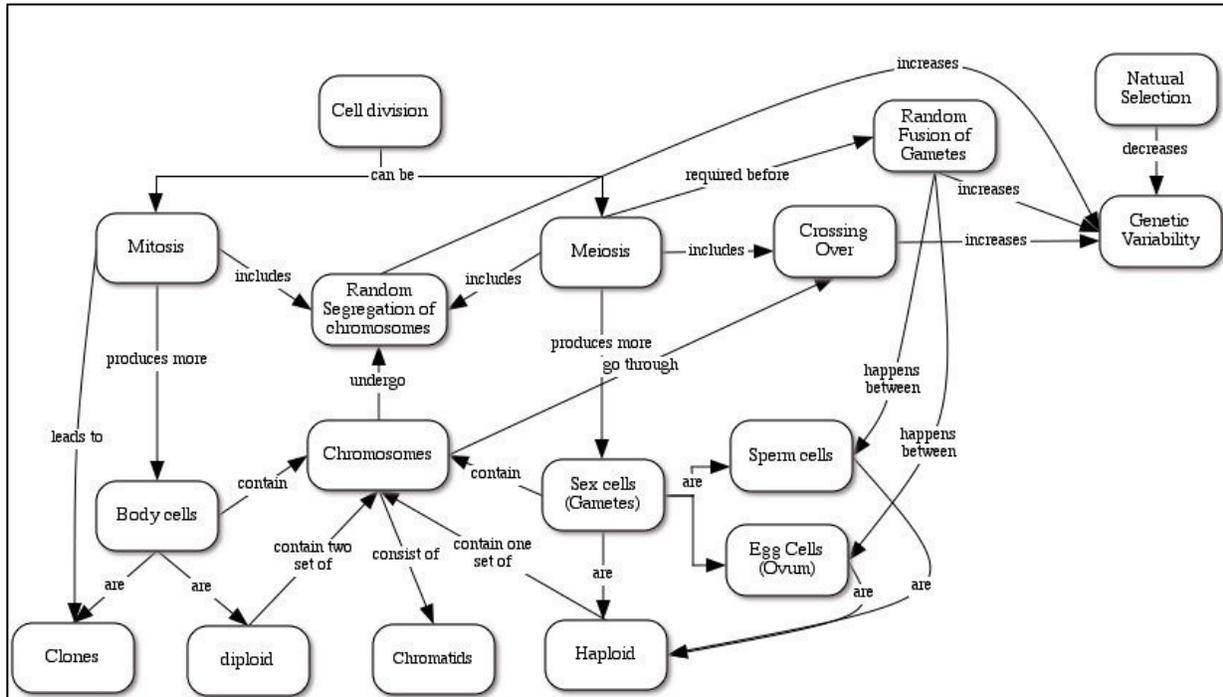 increases
Natural
Selection
Cell division
Random
Fusion of
Gametes
decreases
can be
required before
increases
Mitosis
Meiosis
includes
Crossing
Over
increases
Genetic
Variability
includes
includes
Random
Segregation of
chromosomes
produces more
produces more
go through
undergo
happens
between
leads to
happens
between
Chromosomes
Sperm cells
contain
contain
are
Body cells
Sex cells
(Gametes)
Egg Cells
(Ovum)
contain two
set of
consist of
contain one
set of
are
are
are
are
are
Clones
diploid
Chromatids
Haploid